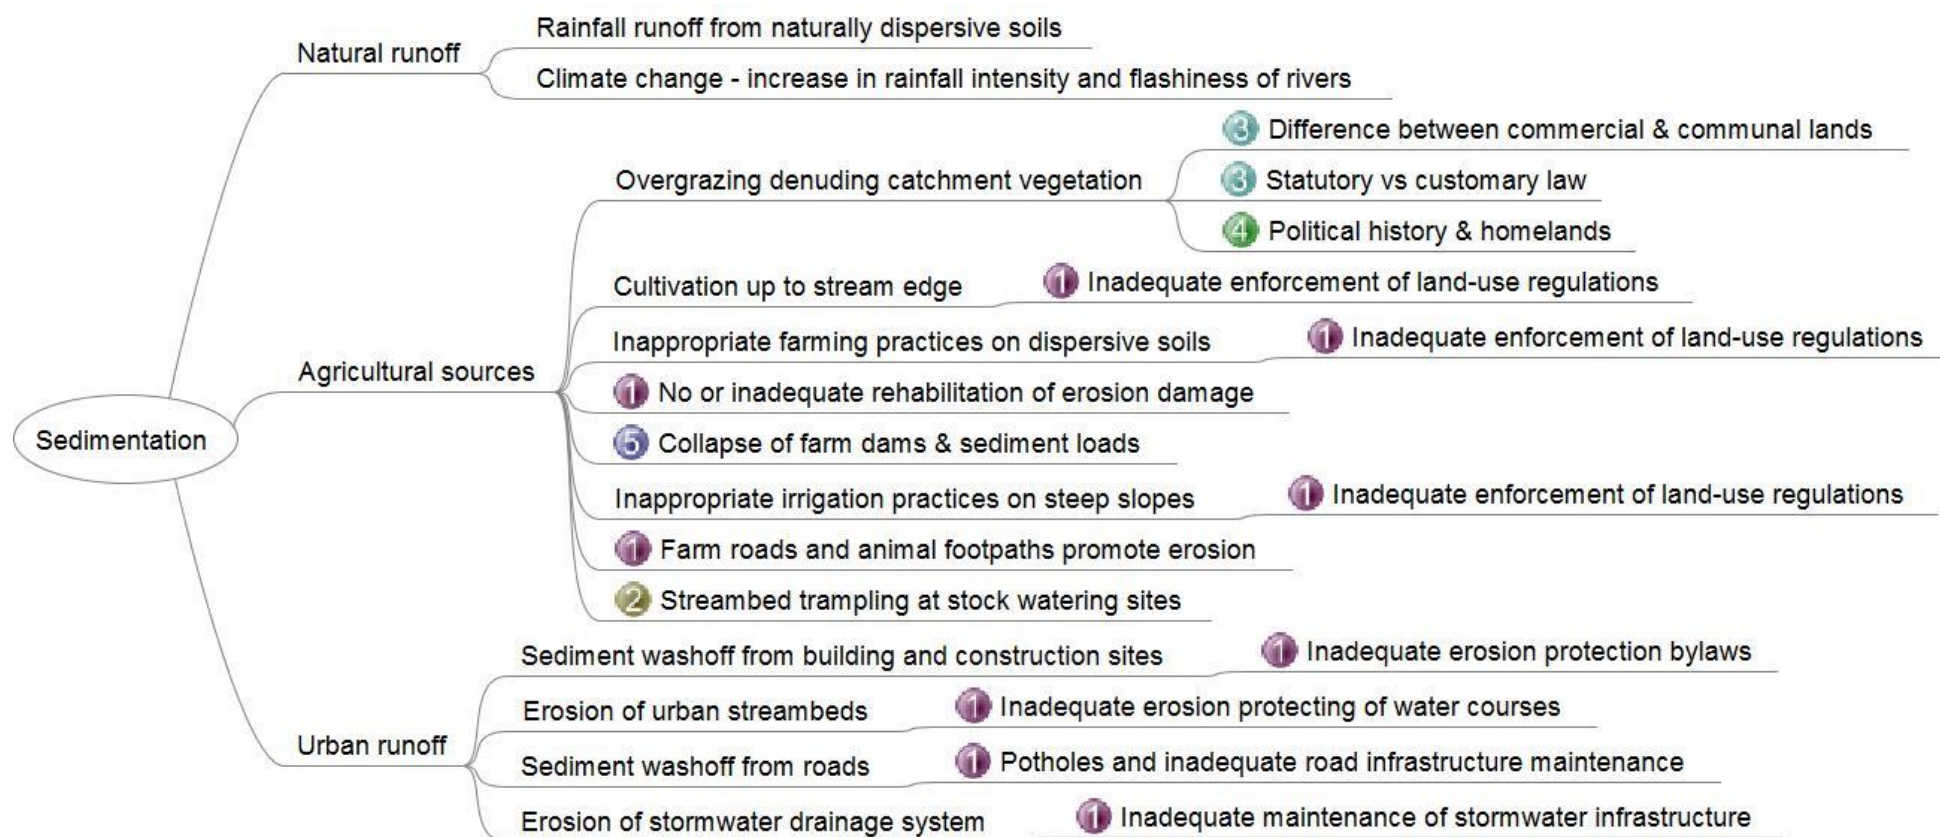 Rainfall runoff from naturally dispersive soils
Natural runoff
Climate change - increase in rainfall intensity and flashiness of rivers
3 Difference between commercial & communal lands
Overgrazing denuding catchment vegetation
3 Statutory vs customary law
4 Political history & homelands
Cultivation up to stream edge
1 Inadequate enforcement of land-use regulations
Inappropriate farming practices on dispersive soils
1 Inadequate enforcement of land-use regulations
Agricultural sources
1 No or inadequate rehabilitation of erosion damage
Sedimentation
5 Collapse of farm dams & sediment loads
Inappropriate irrigation practices on steep slopes
1 Inadequate enforcement of land-use regulations
1 Farm roads and animal footpaths promote erosion
2 Streambed trampling at stock watering sites
Sediment washoff from building and construction sites
1 Inadequate erosion protection bylaws
Erosion of urban streambeds
1 Inadequate erosion protecting of water courses
Urban runoff
Sediment washoff from roads
1 Potholes and inadequate road infrastructure maintenance
Erosion of stormwater drainage system
1 Inadequate maintenance of stormwater infrastructure